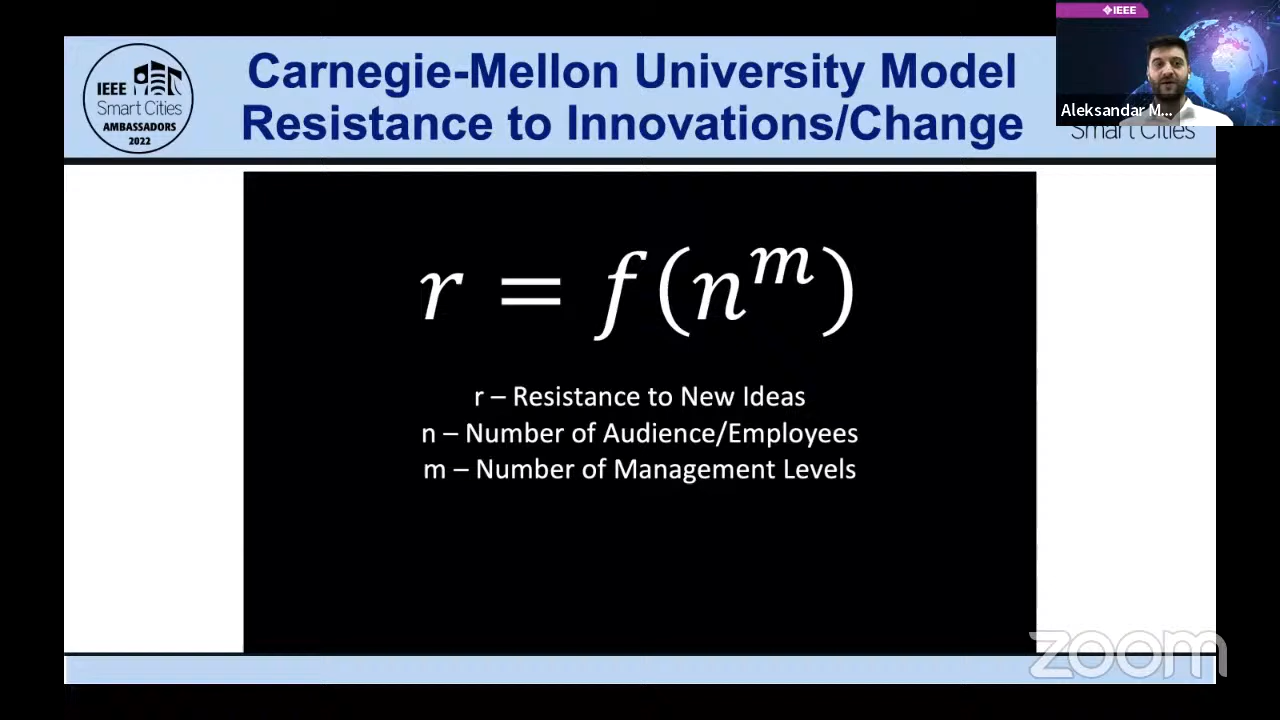 IEEE
Smart Cities
AMBASSADORS
2022
Carnegie-Mellon University Model
Resistance to Innovations/Change
IEEE
Aleksandar M...
Smart Cities
r = f(n^m)
r – Resistance to New Ideas
n – Number of Audience/Employees
m – Number of Management Levels
zoom